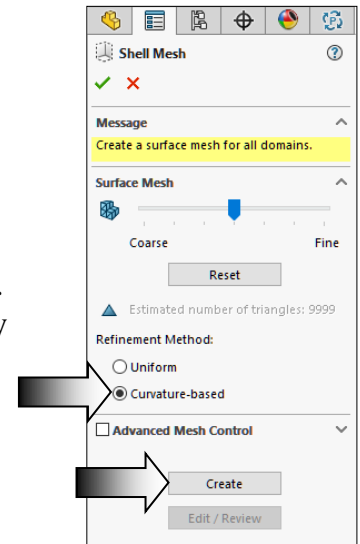 Shell Mesh
?
Message
Create a surface mesh for all domains.
Surface Mesh
Coarse
Fine
Reset
Estimated number of triangles: 9999
Refinement Method:
Uniform
Curvature-based
Advanced Mesh Control
Create
Edit / Review